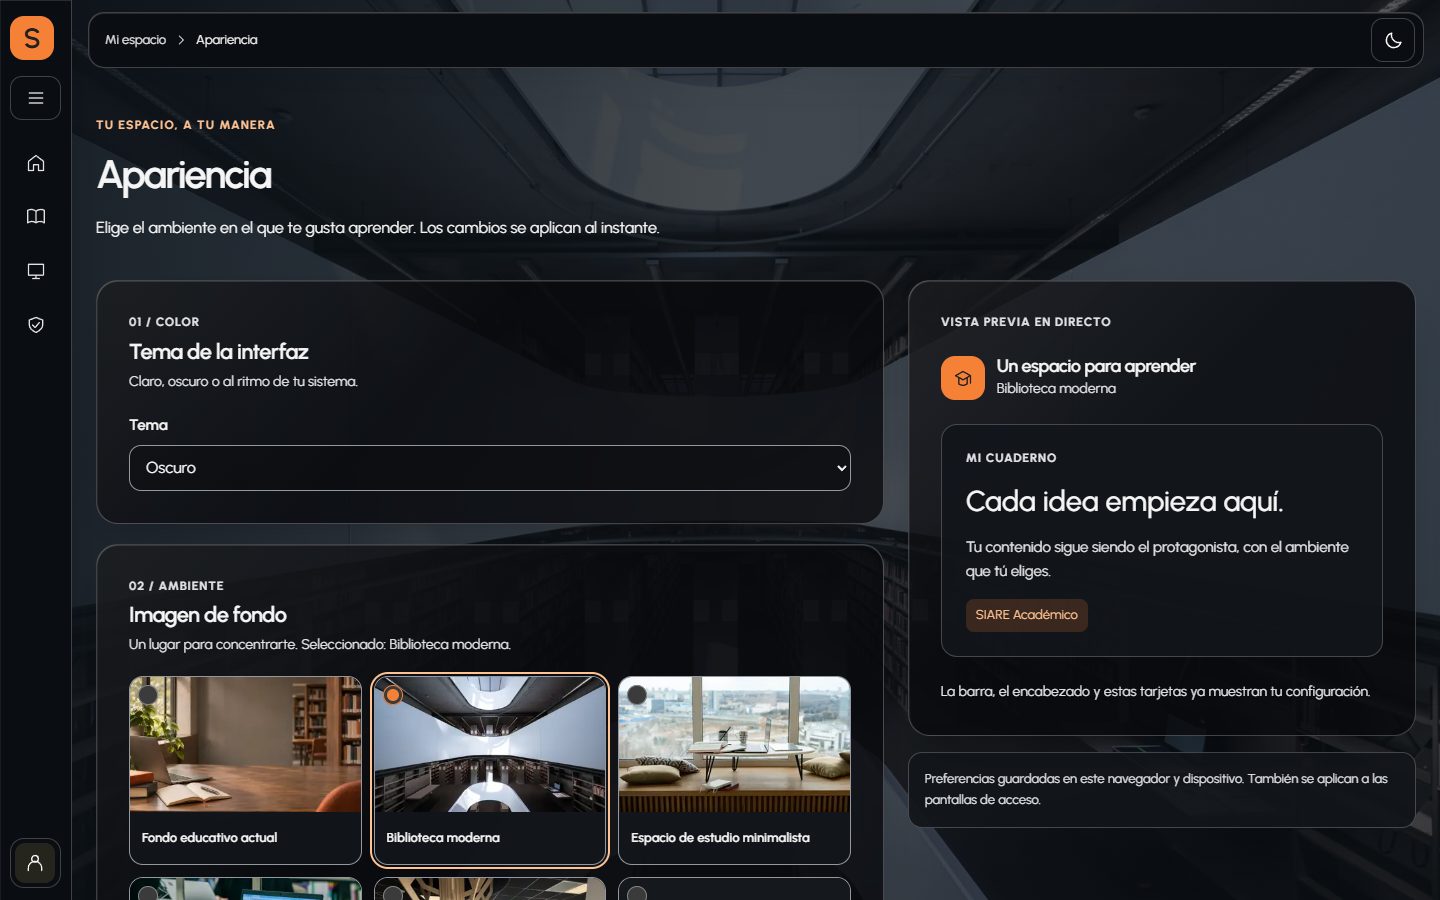 S
Mi espacio > Apariencia
TU ESPACIO, A TU MANERA
Apariencia
Elige el ambiente en el que te gusta aprender. Los cambios se aplican al instante.
01 / COLOR
Tema de la interfaz
Claro, oscuro o al ritmo de tu sistema.
Tema
Oscuro
02 / AMBIENTE
Imagen de fondo
Un lugar para concentrarte. Seleccionado: Biblioteca moderna.
Fondo educativo actual
Biblioteca moderna
Espacio de estudio minimalista
VISTA PREVIA EN DIRECTO
Un espacio para aprender
Biblioteca moderna
MI CUADERNO
Cada idea empieza aquí.
Tu contenido sigue siendo el protagonista, con el ambiente
que tú eliges.
SIARE Académico
La barra, el encabezado y estas tarjetas ya muestran tu configuración.
Preferencias guardadas en este navegador y dispositivo. También se aplican a las
pantallas de acceso.